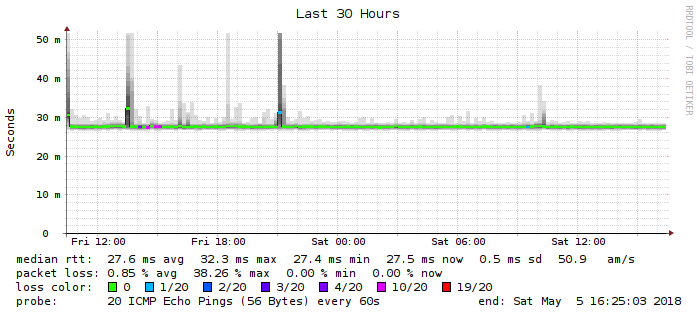 Last 30 Hours
RRDTOOL / TOBI OETIKER
Seconds
50 m
40 m
30 m
20 m
10 m
0
Fri 12:00 Fri 18:00 Sat 00:00 Sat 06:00 Sat 12:00
median rtt: 27.6 ms avg 32.3 ms max 27.4 ms min 27.5 ms now 0.5 ms sd 50.9 am/s
packet loss: 0.85 % avg 38.26 % max 0.00 % min 0.00 % now
loss color: 0 1/20 2/20 3/20 4/20 10/20 19/20
probe: 20 ICMP Echo Pings (56 Bytes) every 60s end: Sat May 5 16:25:03 2018